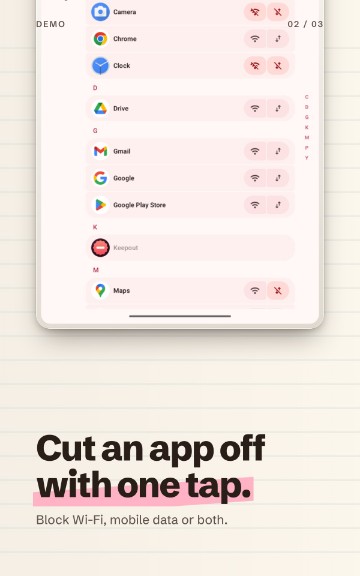 Camera
DEMO
02 / 03
Chrome
Clock
D
Drive
C
D
G
K
M
P
Y
G
Gmail
Google
Google Play Store
K
Keepout
M
Maps
Cut an app off
with one tap.
Block Wi-Fi, mobile data or both.